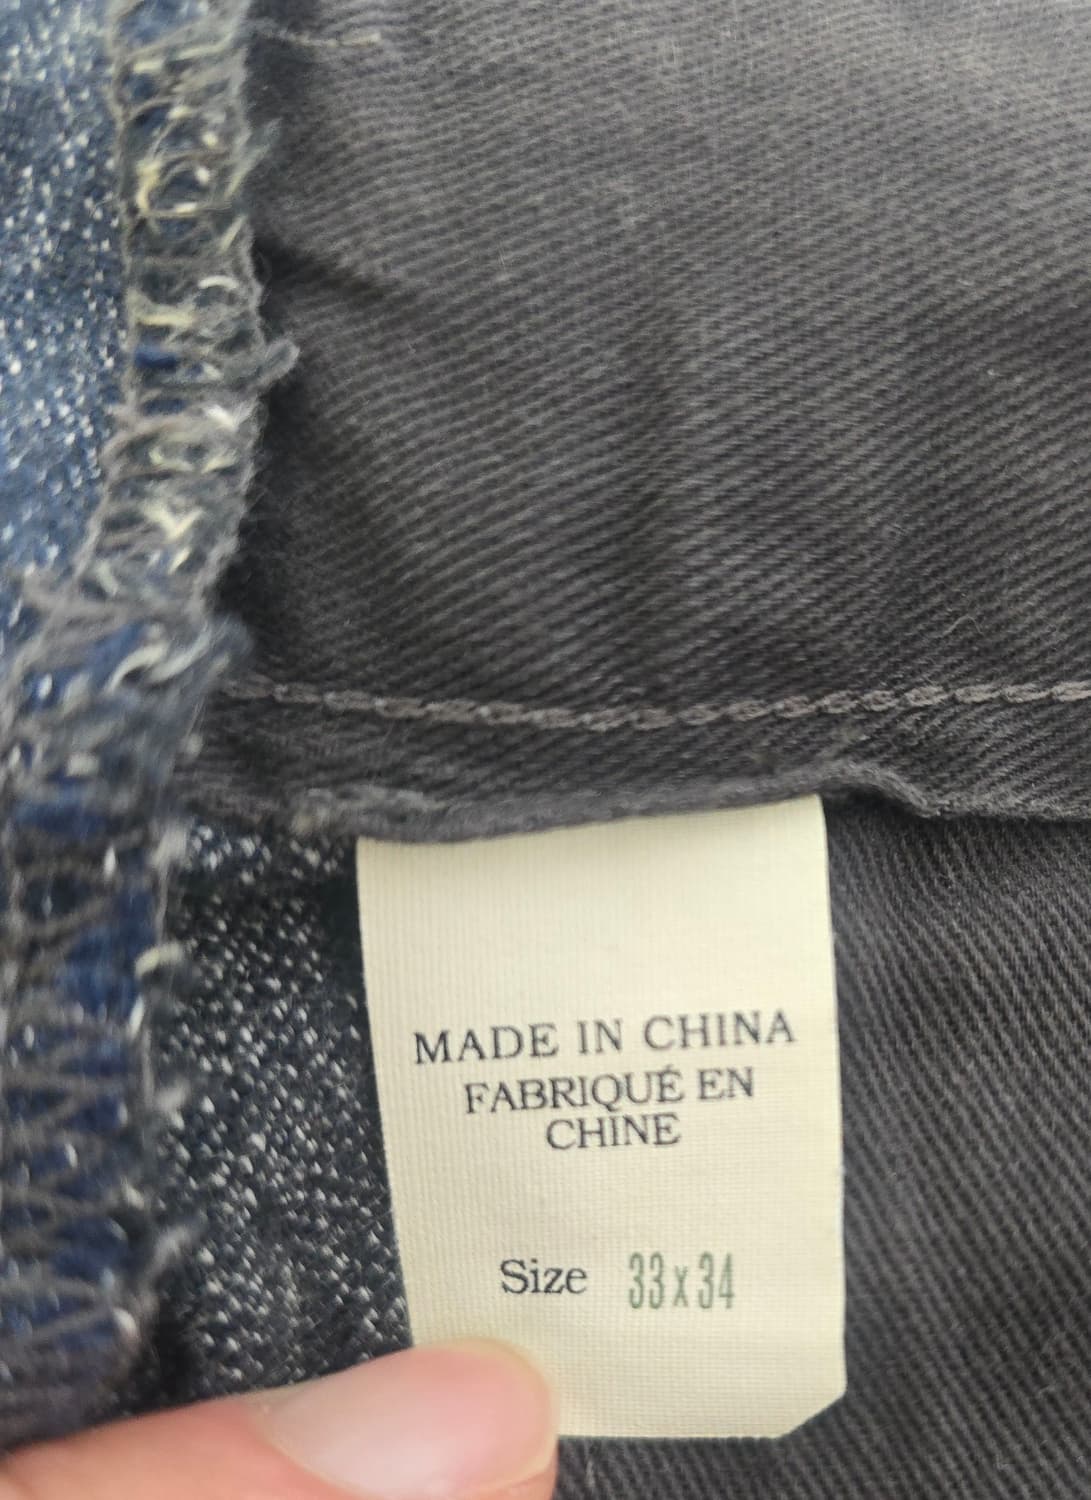 MADE IN CHINA
FABRIQUÉ EN
CHINE
Size 33x34